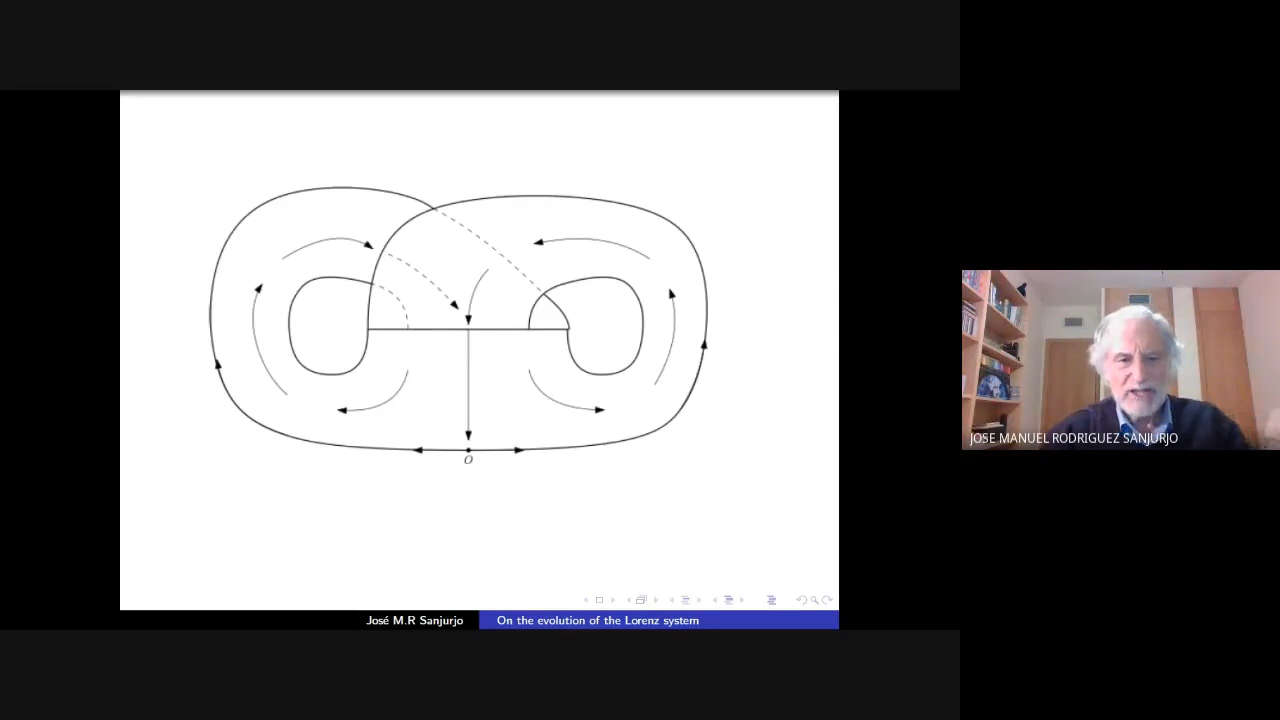 O
JOSE MANUEL RODRIGUEZ SANJURJO
José M.R Sanjurjo
On the evolution of the Lorenz system